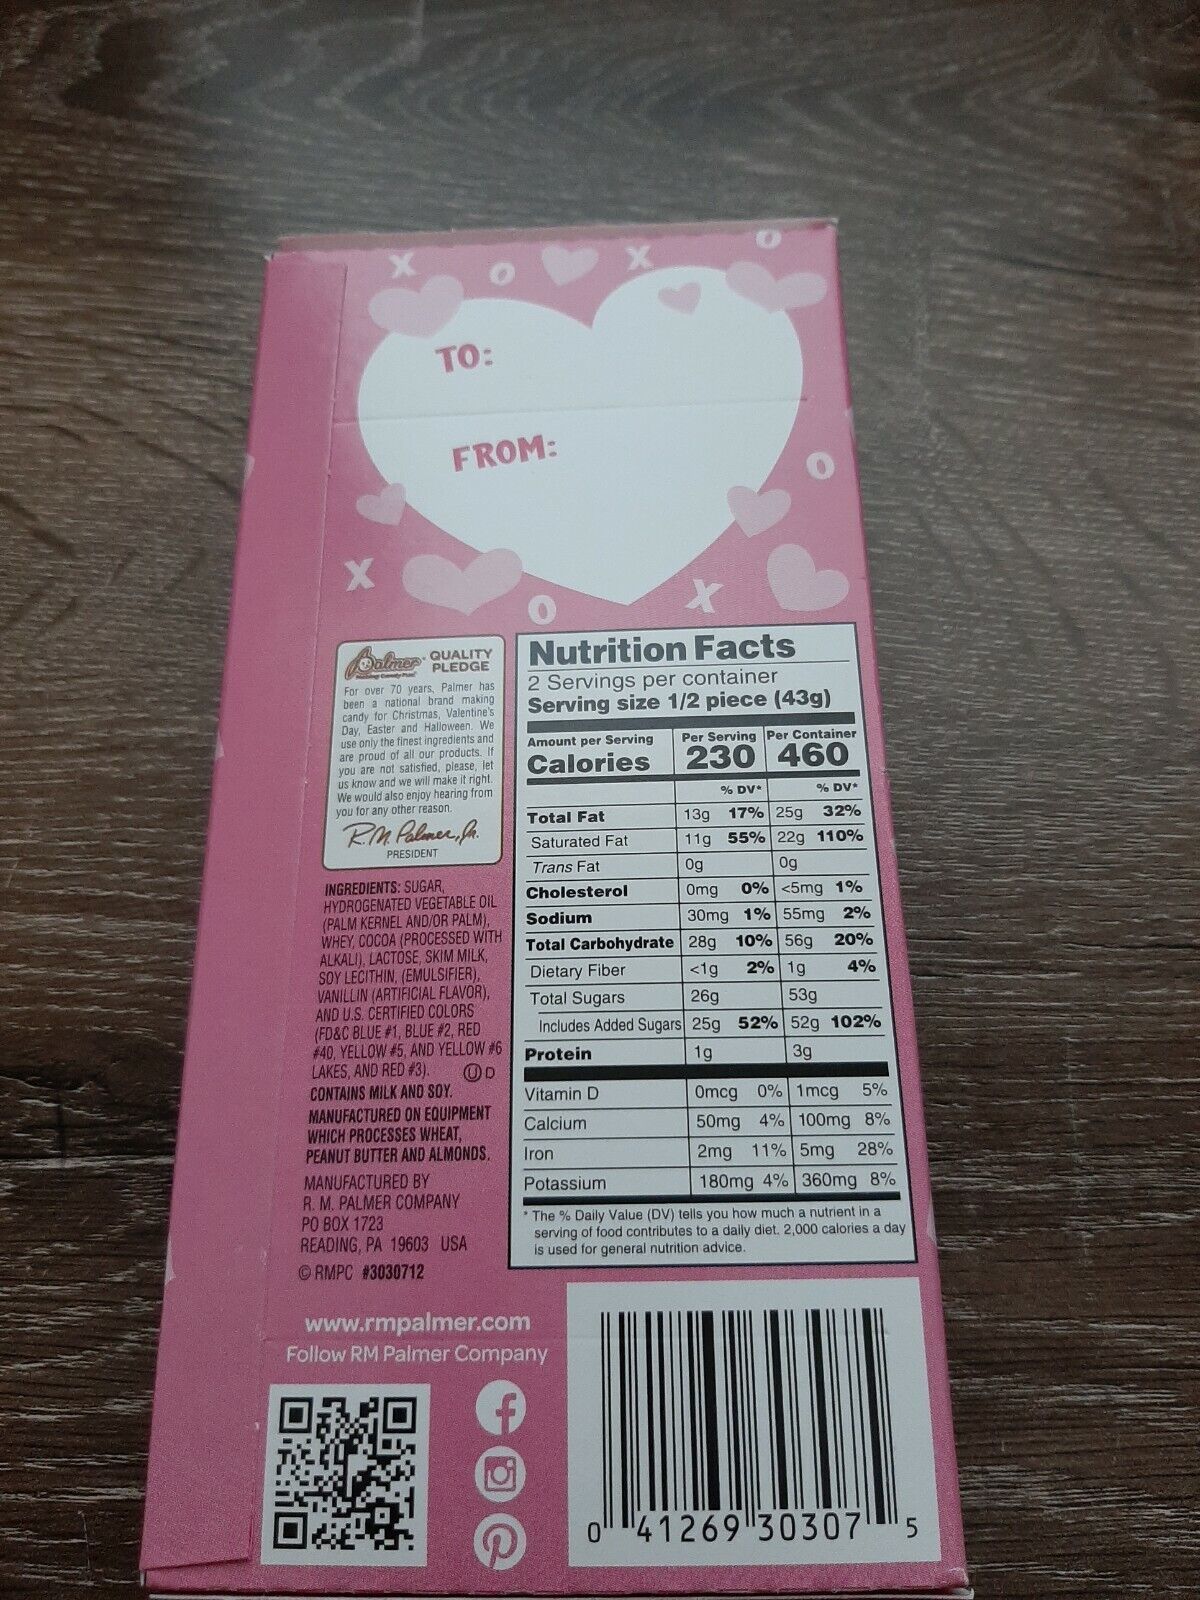 X O X O
TO:
FROM:
O
X O X
Palmer QUALITY
PLEDGE
For over 70 years, Palmer has
been a national brand making
candy for Christmas, Valentine's
Day, Easter and Halloween. We
use only the finest ingredients and
are proud of all our products. If
you are not satisfied, please, let
us know and we will make it right.
We would also enjoy hearing from
you for any other reason.
R.M. Palmer, Jr.
PRESIDENT
INGREDIENTS: SUGAR,
HYDROGENATED VEGETABLE OIL
(PALM KERNEL AND/OR PALM),
WHEY, COCOA (PROCESSED WITH
ALKALI), LACTOSE, SKIM MILK,
SOY LECITHIN, (EMULSIFIER),
VANILLIN (ARTIFICIAL FLAVOR),
AND U.S. CERTIFIED COLORS
(FD&C BLUE #1, BLUE #2, RED
#40, YELLOW #5, AND YELLOW #6
LAKES, AND RED #3). U D
CONTAINS MILK AND SOY.
MANUFACTURED ON EQUIPMENT
WHICH PROCESSES WHEAT,
PEANUT BUTTER AND ALMONDS.
MANUFACTURED BY
R. M. PALMER COMPANY
PO BOX 1723
READING, PA 19603 USA
© RMPC #3030712
Nutrition Facts
2 Servings per container
Serving size 1/2 piece (43g)
Amount per Serving Per Serving Per Container
Calories 230 460
% DV* % DV*
Total Fat 13g 17% 25g 32%
Saturated Fat 11g 55% 22g 110%
Trans Fat 0g 0g
Cholesterol 0mg 0% <5mg 1%
Sodium 30mg 1% 55mg 2%
Total Carbohydrate 28g 10% 56g 20%
Dietary Fiber <1g 2% 1g 4%
Total Sugars 26g 53g
Includes Added Sugars 25g 52% 52g 102%
Protein 1g 3g
Vitamin D 0mcg 0% 1mcg 5%
Calcium 50mg 4% 100mg 8%
Iron 2mg 11% 5mg 28%
Potassium 180mg 4% 360mg 8%
* The % Daily Value (DV) tells you how much a nutrient in a
serving of food contributes to a daily diet. 2,000 calories a day
is used for general nutrition advice.
www.rmpalmer.com
Follow RM Palmer Company
0 41269 30307 5